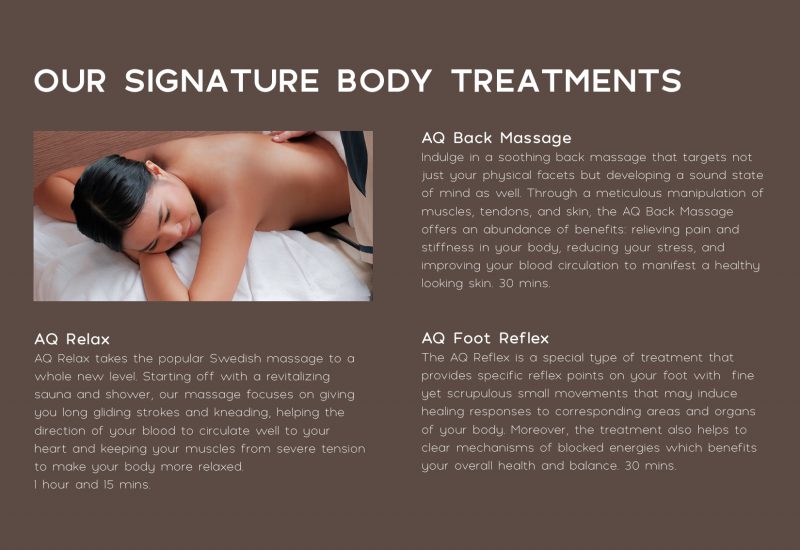 OUR SIGNATURE BODY TREATMENTS
AQ Back Massage
Indulge in a soothing back massage that targets not
just your physical facets but developing a sound state
of mind as well. Through a meticulous manipulation of
muscles, tendons, and skin, the AQ Back Massage
offers an abundance of benefits: relieving pain and
stiffness in your body, reducing your stress, and
improving your blood circulation to manifest a healthy
looking skin. 30 mins.
AQ Relax
AQ Relax takes the popular Swedish massage to a
whole new level. Starting off with a revitalizing
sauna and shower, our massage focuses on giving
you long gliding strokes and kneading, helping the
direction of your blood to circulate well to your
heart and keeping your muscles from severe tension
to make your body more relaxed.
1 hour and 15 mins.
AQ Foot Reflex
The AQ Reflex is a special type of treatment that
provides specific reflex points on your foot with  fine
yet scrupulous small movements that may induce
healing responses to corresponding areas and organs
of your body. Moreover, the treatment also helps to
clear mechanisms of blocked energies which benefits
your overall health and balance. 30 mins.